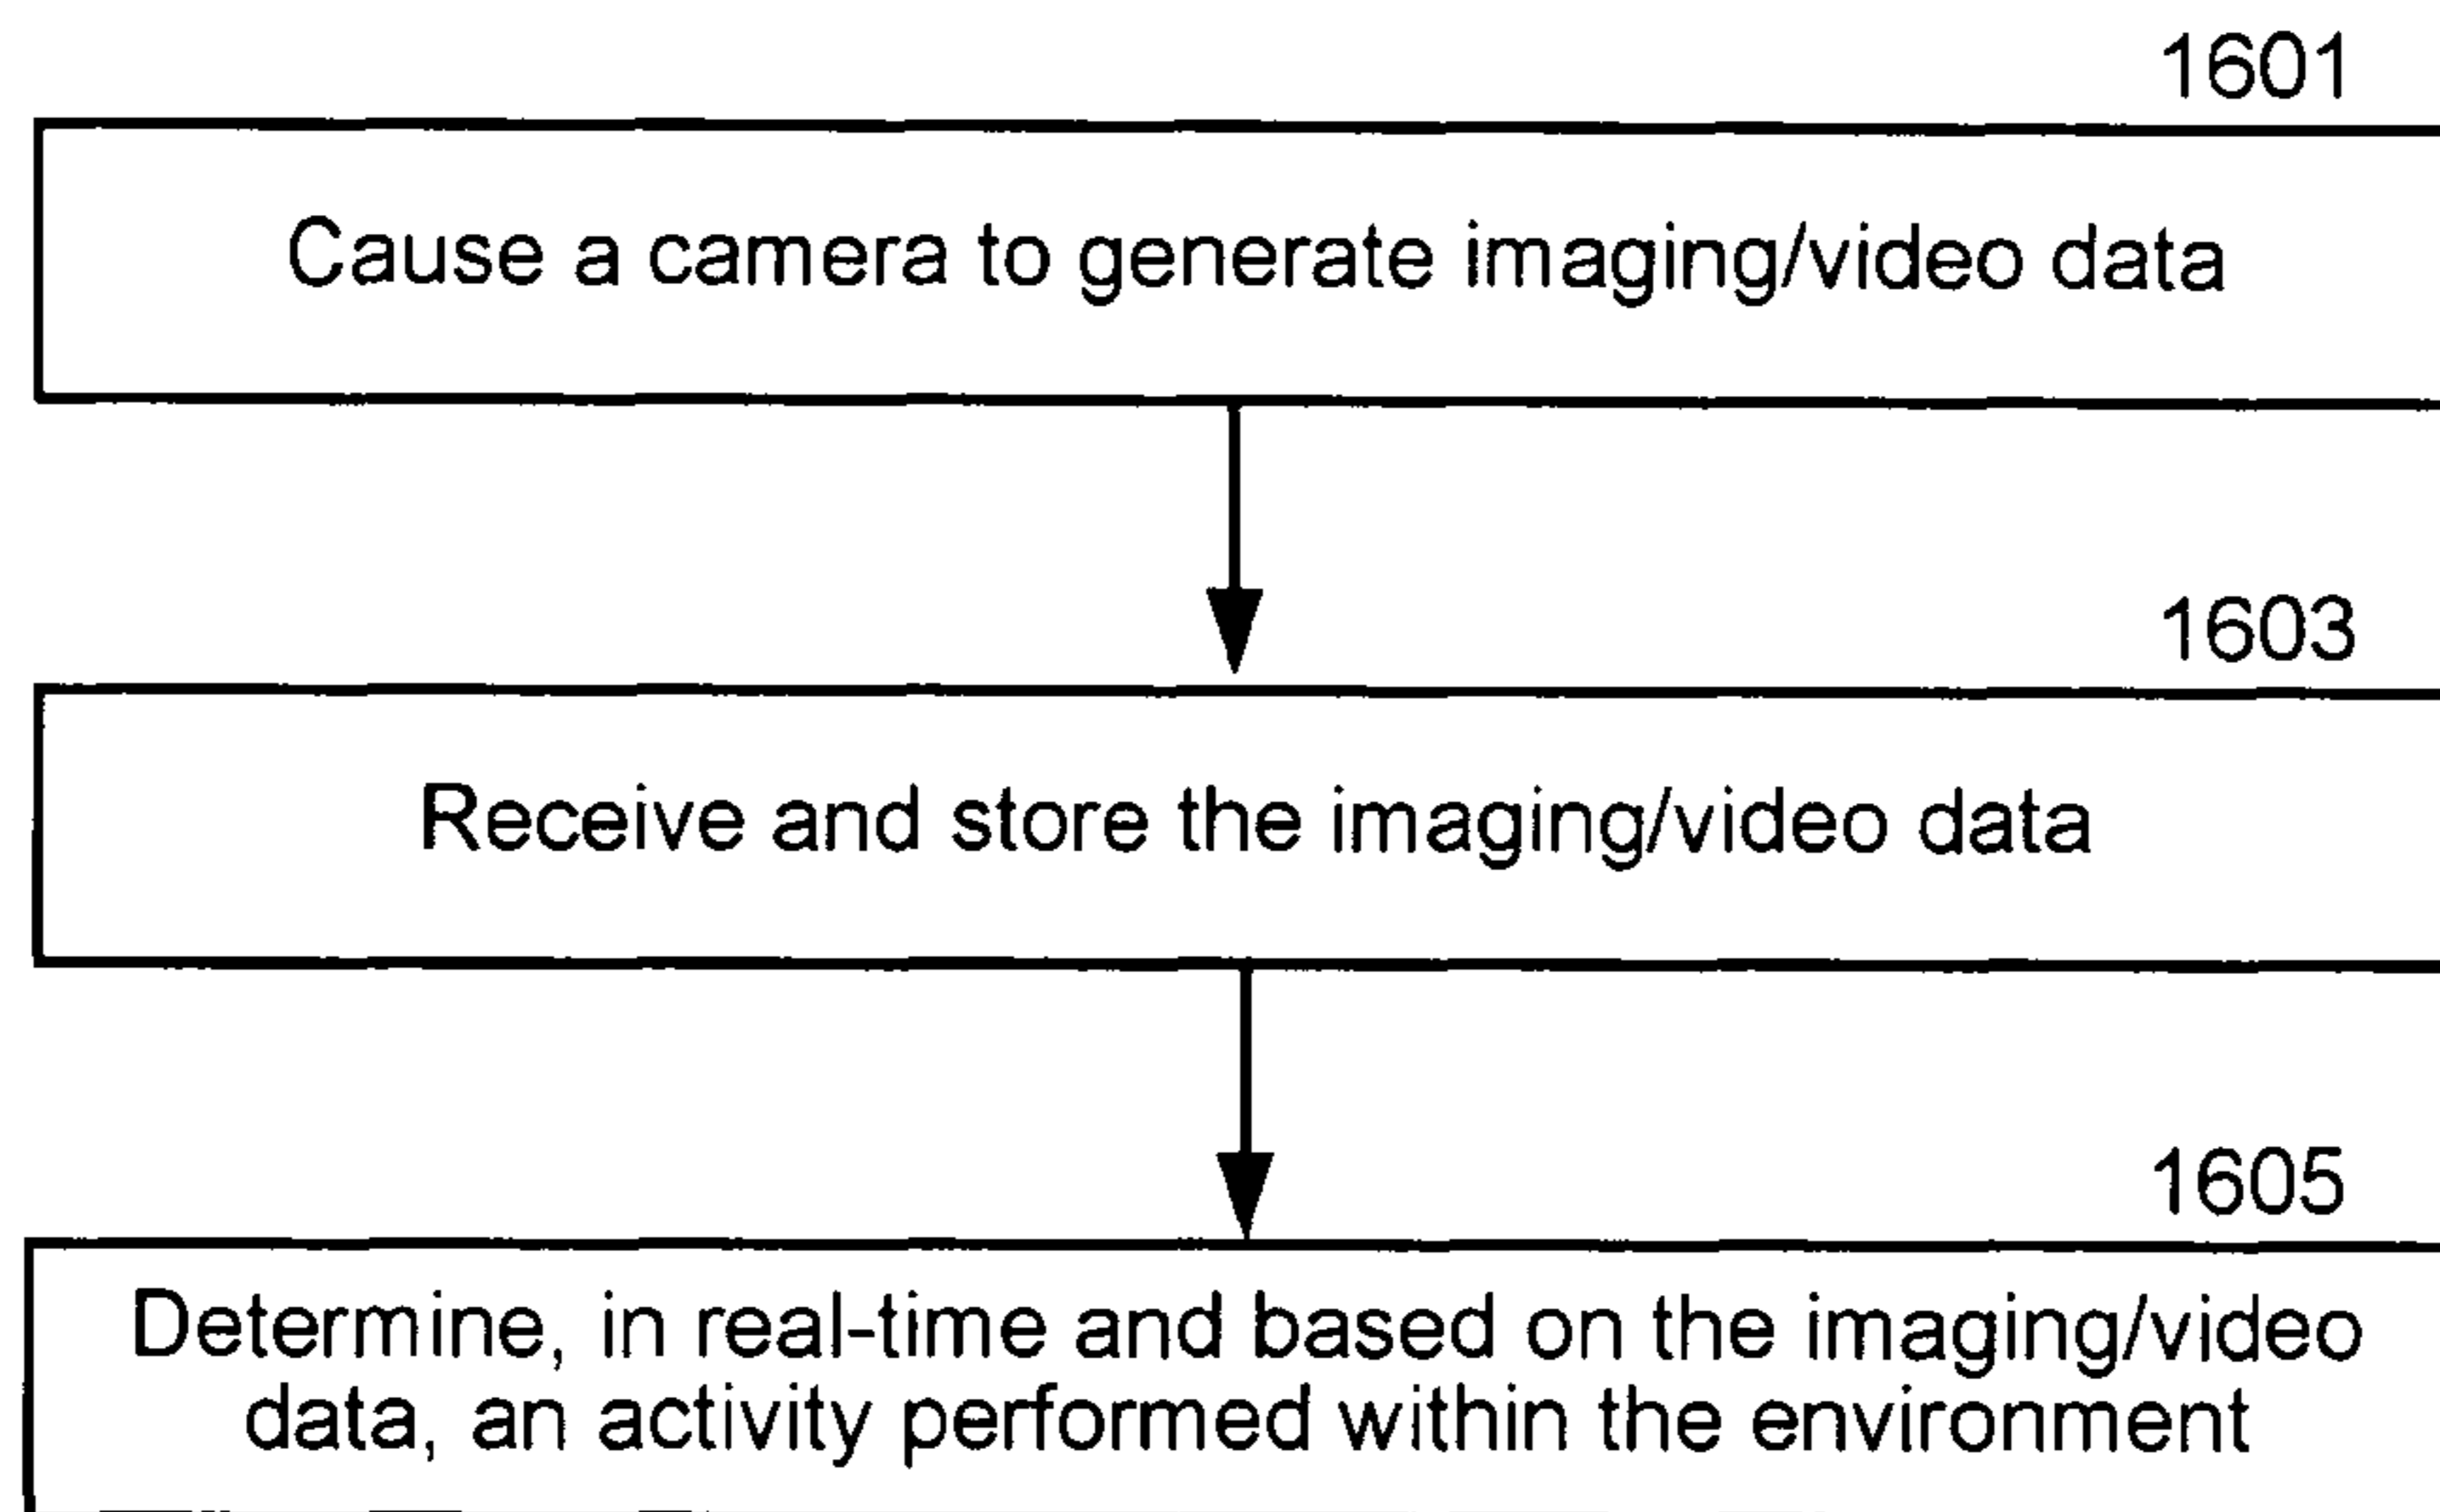 1601
Cause a camera to generate imaging/video data
1603
Receive and store the imaging/video data
1605
Determine, in real-time and based on the imaging/video
data, an activity performed within the environment